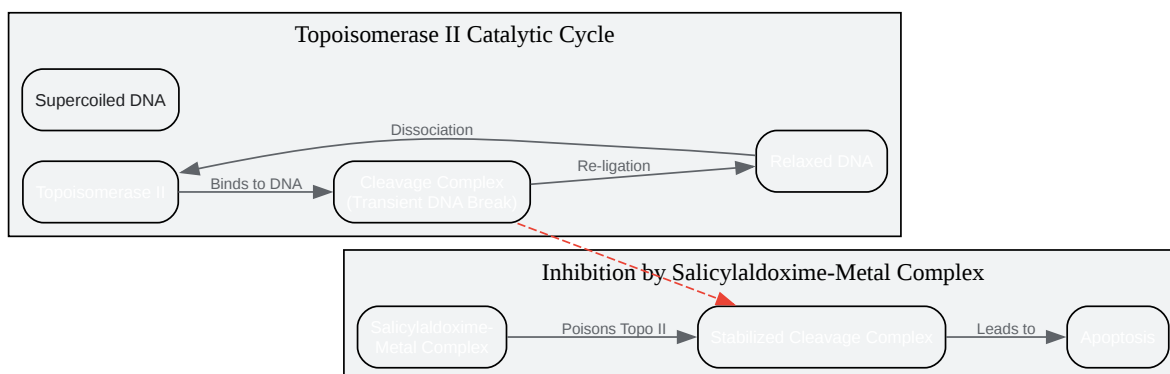 Topoisomerase II Catalytic Cycle
Supercoiled DNA
Dissociation
Topoisomerase II
Binds to DNA
Cleavage Complex
(Transient DNA Break)
Re-ligation
Relaxed DNA
Inhibition by Salicylaldoxime-Metal Complex
Salicylaldoxime-
Metal Complex
Poisons Topo II
Stabilized Cleavage Complex
Leads to
Apoptosis